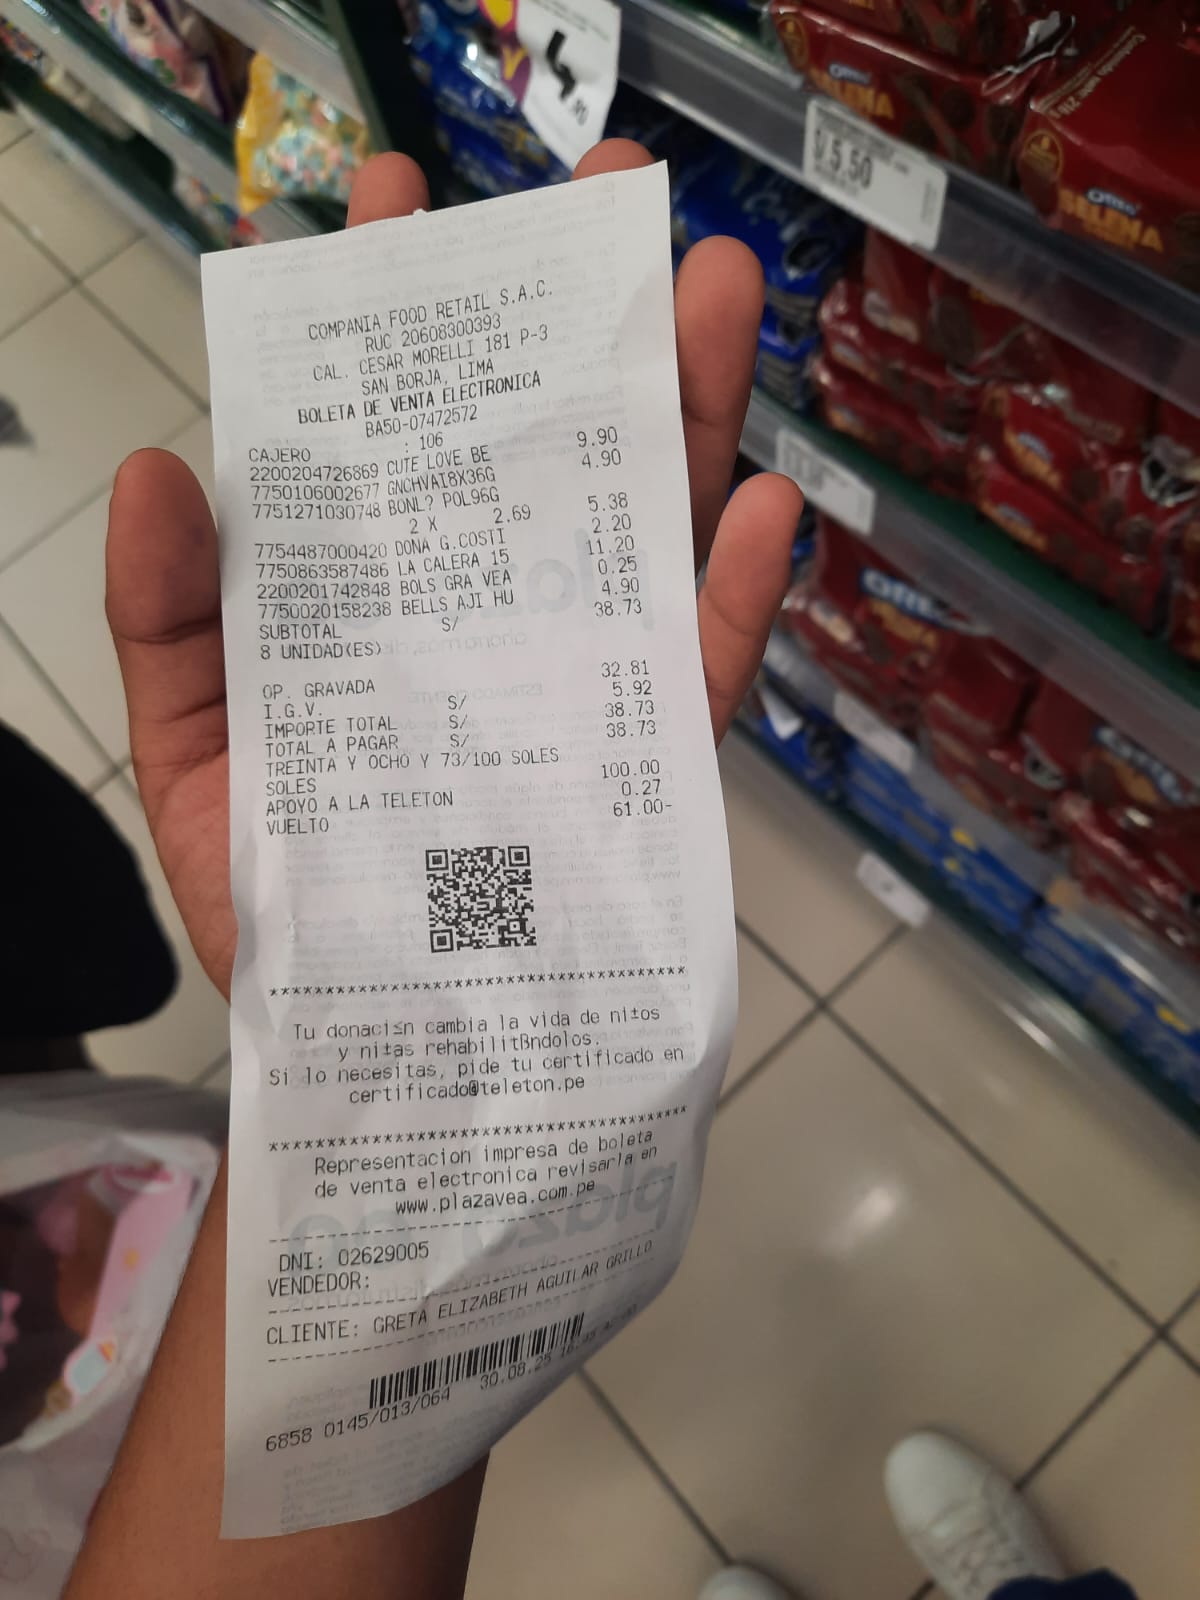 COMPANIA FOOD RETAIL S.A.C.
RUC 20608300393
CAL. CESAR MORELLI 181 P-3
SAN BORJA, LIMA
BOLETA DE VENTA ELECTRONICA
BA50-07472572
CAJERO : 106
2200204726869 CUTE LOVE BE 9.90
7750106002677 GNCHVAI8X36G 4.90
7751271030748 BONL? POL96G
2 X 2.69 5.38
7754487000420 DONA G.COSTI 2.20
7750863587486 LA CALERA 15 11.20
2200201742848 BOLS GRA VEA 0.25
7750020158238 BELLS AJI HU 4.90
SUBTOTAL S/ 38.73
8 UNIDAD(ES)
OP. GRAVADA 32.81
I.G.V. S/ 5.92
IMPORTE TOTAL S/ 38.73
TOTAL A PAGAR S/ 38.73
TREINTA Y OCHO Y 73/100 SOLES
SOLES 100.00
APOYO A LA TELETON 0.27
VUELTO 61.00-
****************************************
Tu donaci≤n cambia la vida de ni±os
y ni±as rehabilitßndolos.
Si lo necesitas, pide tu certificado en
certificado@teleton.pe
****************************************
Representacion impresa de boleta
de venta electronica revisarla en
www.plazavea.com.pe
DNI: 02629005
VENDEDOR:
CLIENTE: GRETA ELIZABETH AGUILAR GRILLO
6858 0145/013/064 30.08.25
4.90
S/5.50
OREO
SELENA
OREO
SELENA
OREO